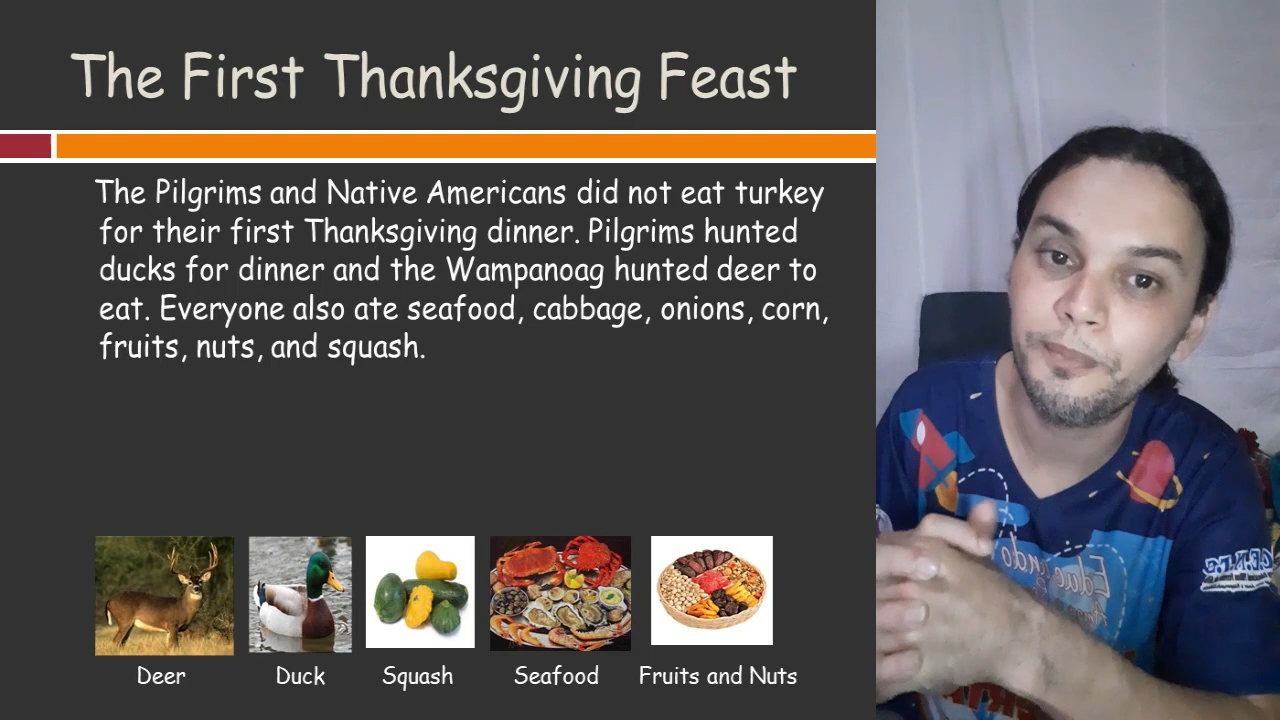 The First Thanksgiving Feast
The Pilgrims and Native Americans did not eat turkey
for their first Thanksgiving dinner. Pilgrims hunted
ducks for dinner and the Wampanoag hunted deer to
eat. Everyone also ate seafood, cabbage, onions, corn,
fruits, nuts, and squash.
Deer
Duck
Squash
Seafood
Fruits and Nuts